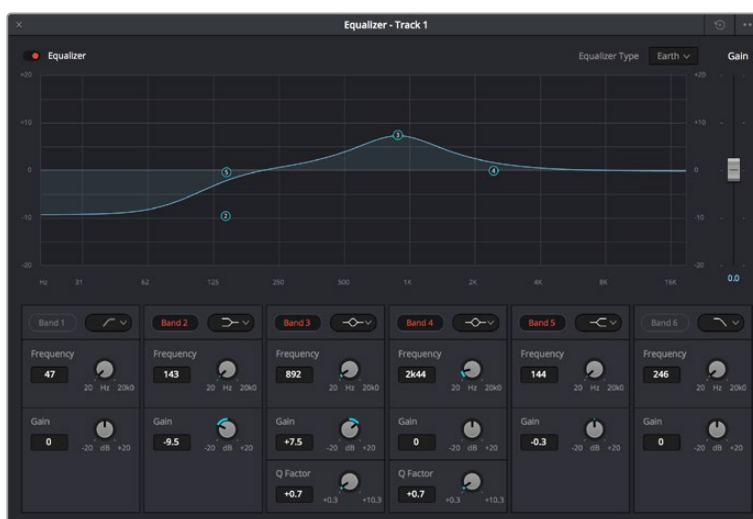 × Equalizer - Track 1
Equalizer Equalizer Type Earth Gain
+20 +20
+10 +10
0 0
-10 -10
-20 -20
5 3 4 2
Hz 31 62 125 250 500 1K 2K 4K 8K 16K 0.0
Band 1 Band 2 Band 3 Band 4 Band 5 Band 6
Frequency Frequency Frequency Frequency Frequency Frequency
47 143 892 2k44 144 246
20 Hz 20k0 20 Hz 20k0 20 Hz 20k0 20 Hz 20k0 20 Hz 20k0 20 Hz 20k0
Gain Gain Gain Gain Gain Gain
0 -9.5 +7.5 0 -0.3 0
-20 dB +20 -20 dB +20 -20 dB +20 -20 dB +20 -20 dB +20 -20 dB +20
Q Factor Q Factor
+0.7 +0.7
+0.3 +10.3 +0.3 +10.3